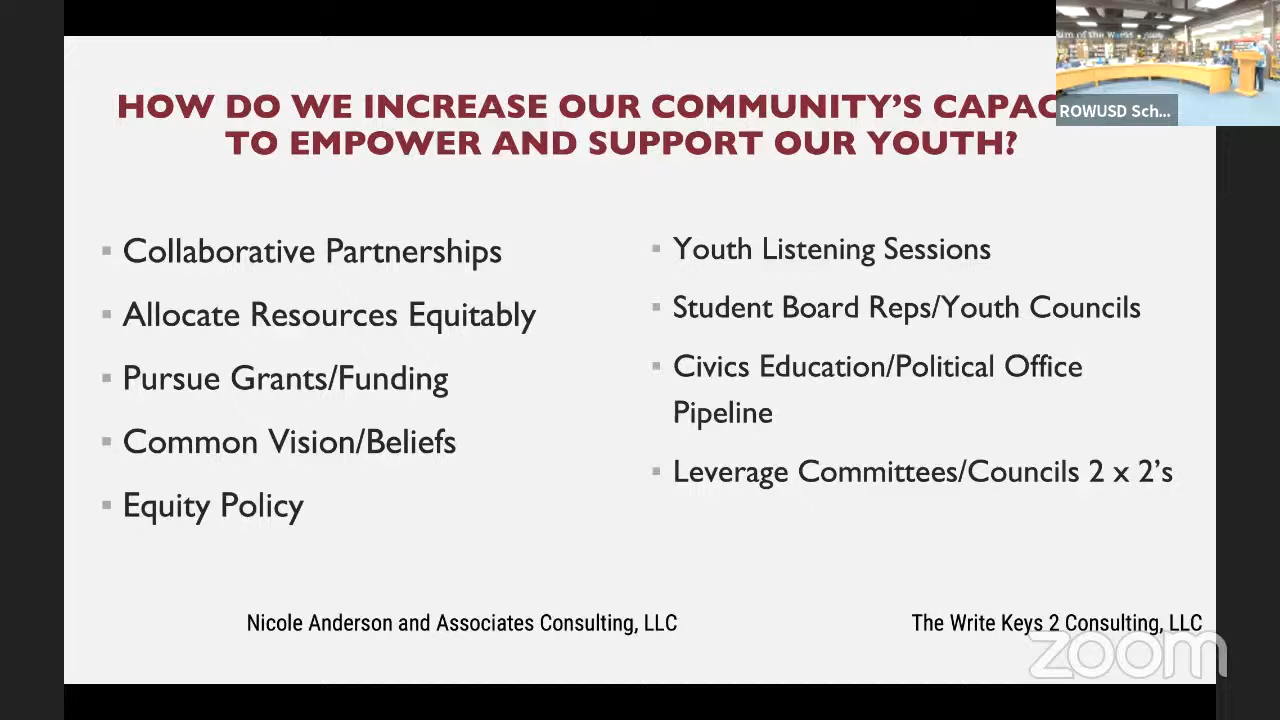 HOW DO WE INCREASE OUR COMMUNITY'S CAPAC
TO EMPOWER AND SUPPORT OUR YOUTH?
ROWUSD Sch...
Collaborative Partnerships
Allocate Resources Equitably
Pursue Grants/Funding
Common Vision/Beliefs
Equity Policy
Youth Listening Sessions
Student Board Reps/Youth Councils
Civics Education/Political Office
Pipeline
Leverage Committees/Councils 2 x 2's
Nicole Anderson and Associates Consulting, LLC
The Write Keys 2 Consulting, LLC
zoom